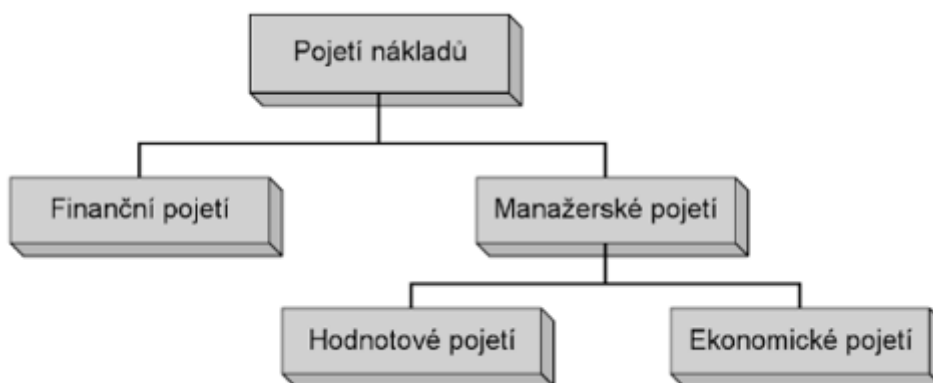 Pojetí nákladů
Finanční pojetí
Manažerské pojetí
Hodnotové pojetí
Ekonomické pojetí